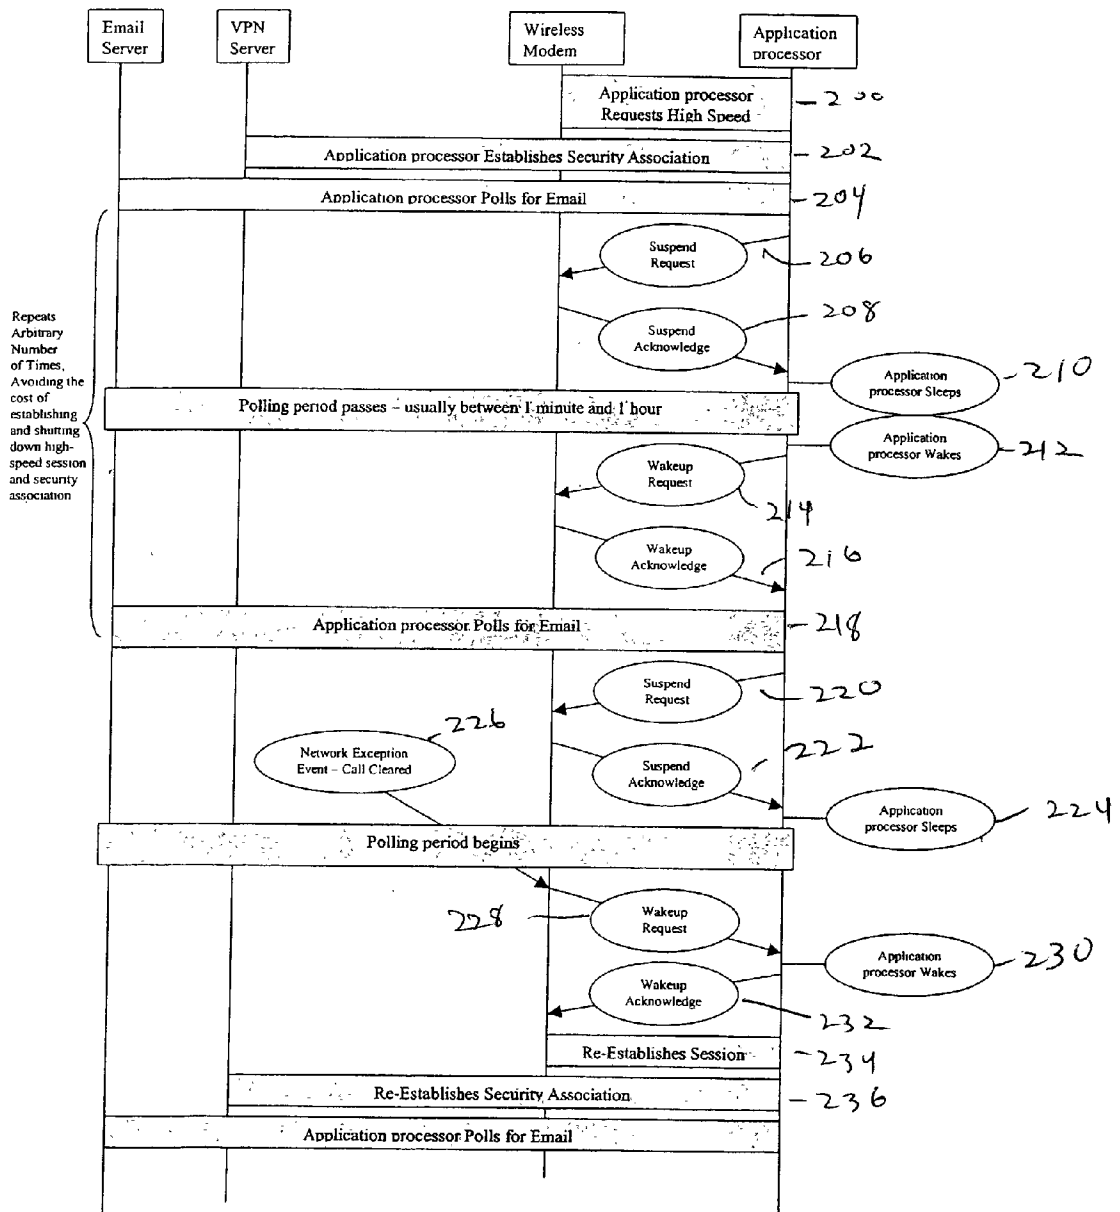 Email
Server
VPN
Server
Wireless
Modem
Application
processor
Application processor
Requests High Speed
200
Application processor Establishes Security Association
202
Application processor Polls for Email
204
Suspend
Request
206
Suspend
Acknowledge
208
Application
processor Sleeps
210
Repeats
Arbitrary
Number
of Times,
Avoiding the
cost of
establishing
and shutting
down high-
speed session
and security
association
Polling period passes – usually between 1 minute and 1 hour
Application
processor Wakes
212
Wakeup
Request
214
Wakeup
Acknowledge
216
Application processor Polls for Email
218
Suspend
Request
220
Network Exception
Event – Call Cleared
226
Suspend
Acknowledge
222
Application
processor Sleeps
224
Polling period begins
Wakeup
Request
228
Application
processor Wakes
230
Wakeup
Acknowledge
232
Re-Establishes Session
234
Re-Establishes Security Association
236
Application processor Polls for Email